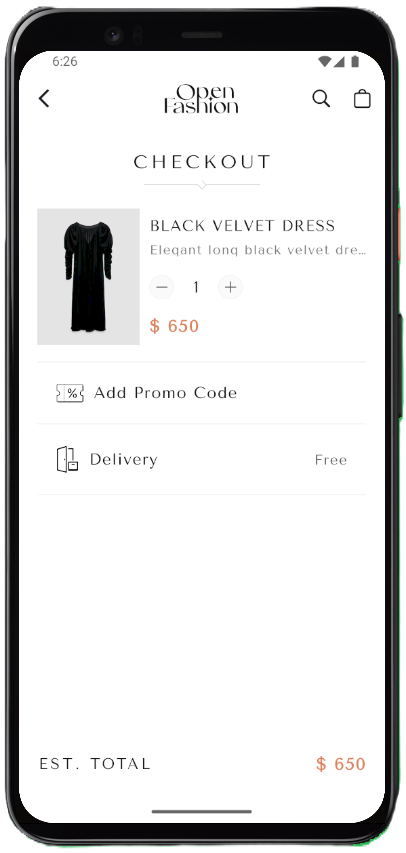 6:26
Open
Fashion
CHECKOUT
BLACK VELVET DRESS
Elegant long black velvet dre...
1
$ 650
% Add Promo Code
Delivery Free
EST. TOTAL $ 650